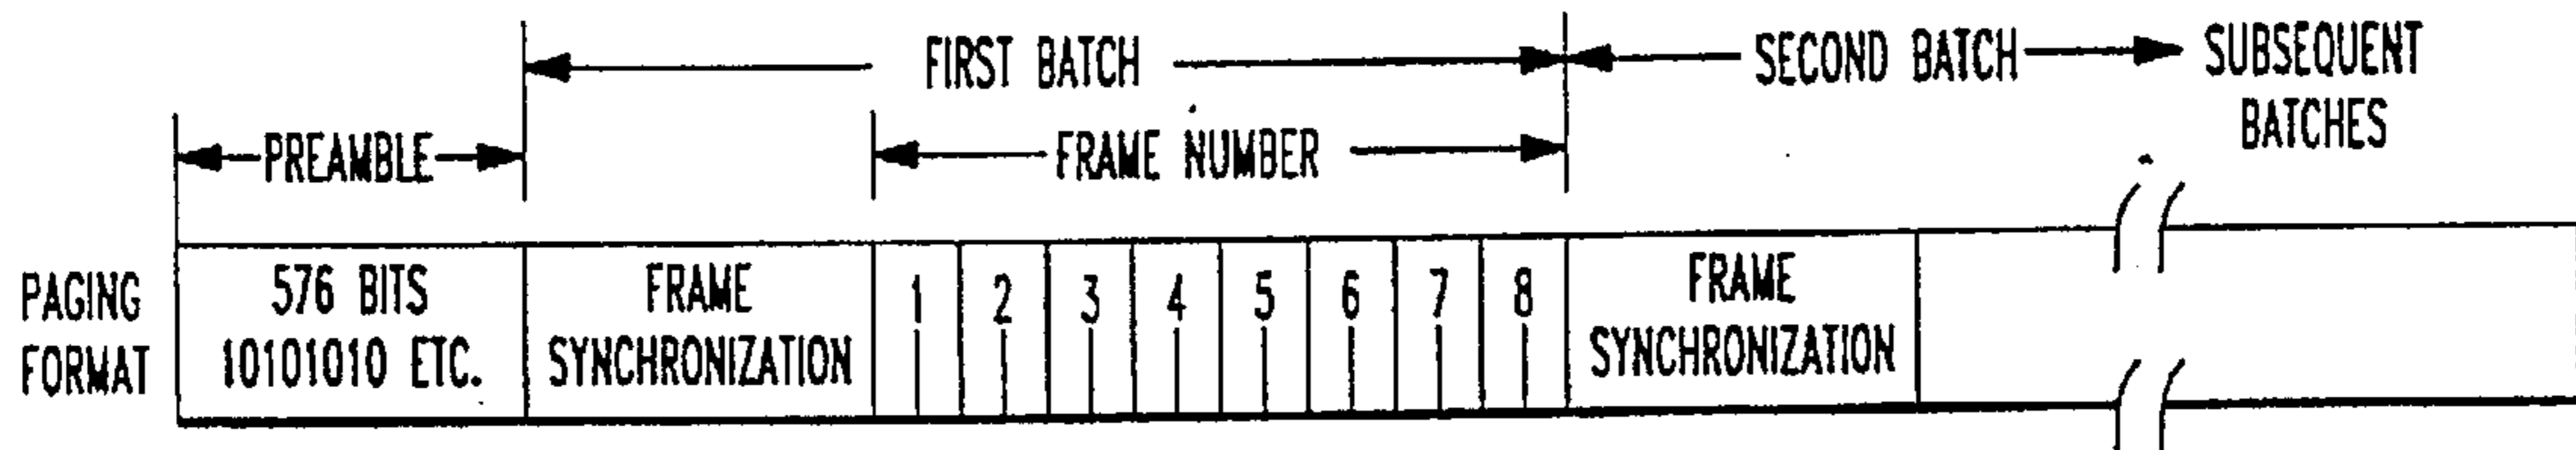 FIRST BATCH
SECOND BATCH
SUBSEQUENT
BATCHES
PREAMBLE
FRAME NUMBER
PAGING
FORMAT
576 BITS
10101010 ETC.
FRAME
SYNCHRONIZATION
1 2 3 4 5 6 7 8
FRAME
SYNCHRONIZATION